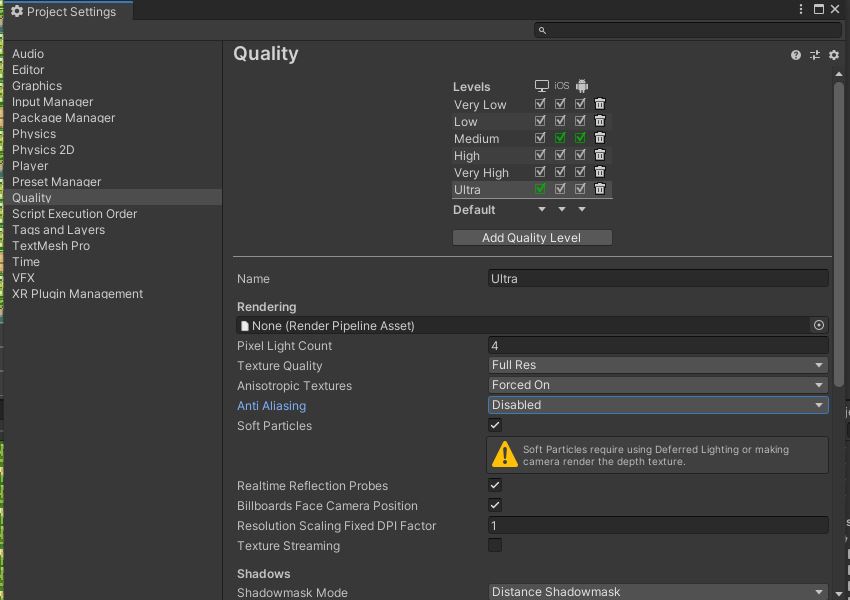 Project Settings
Audio
Editor
Graphics
Input Manager
Package Manager
Physics
Physics 2D
Player
Preset Manager
Quality
Script Execution Order
Tags and Layers
TextMesh Pro
Time
VFX
XR Plugin Management
Quality
Levels iOS
Very Low
Low
Medium
High
Very High
Ultra
Default
Add Quality Level
Name Ultra
Rendering
None (Render Pipeline Asset)
Pixel Light Count 4
Texture Quality Full Res
Anisotropic Textures Forced On
Anti Aliasing Disabled
Soft Particles
Soft Particles require using Deferred Lighting or making
camera render the depth texture.
Realtime Reflection Probes
Billboards Face Camera Position
Resolution Scaling Fixed DPI Factor 1
Texture Streaming
Shadows
Shadowmask Mode Distance Shadowmask